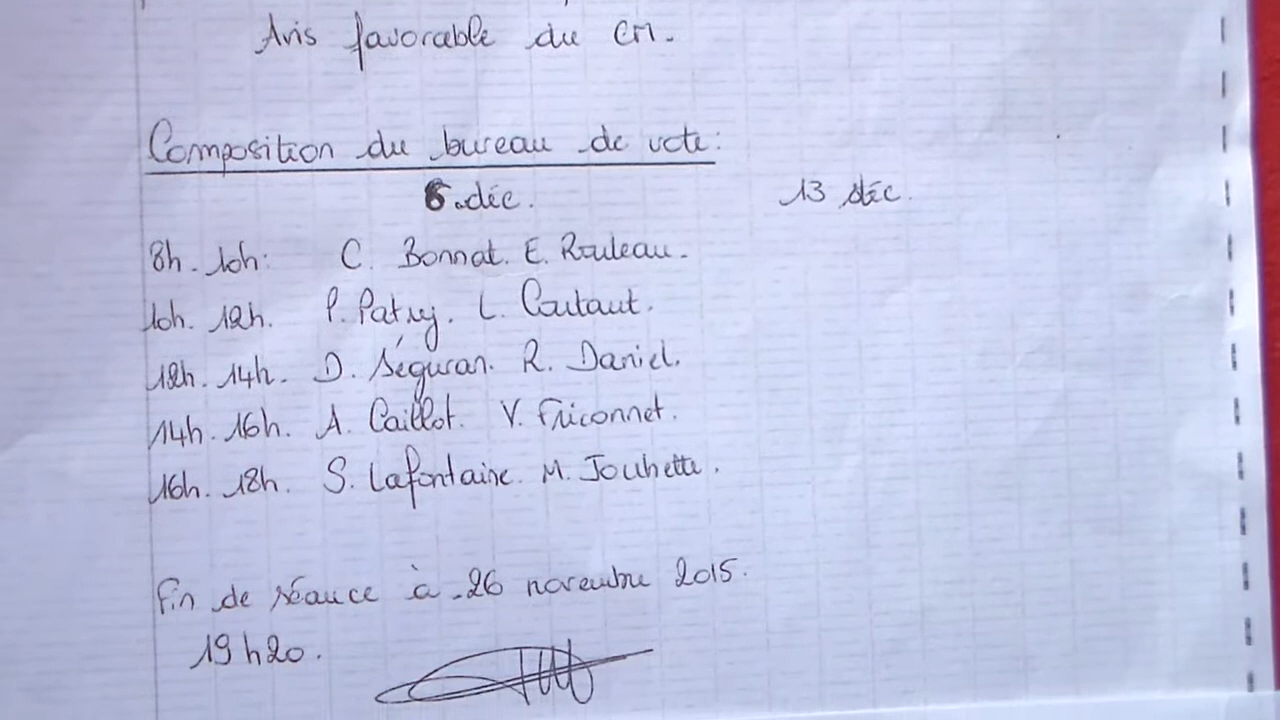 Avis favorable du CM.
Composition du bureau de vote:
6.déc. 13 déc.
8h. 10h: C. Bonnat. E. Rouleau.
10h. 12h. P. Patrry. L. Coutaut.
12h. 14h. D. Séguran. R. Daniel.
14h. 16h. A. Caillot. V. Friconnet.
16h. 18h. S. Lafontaine. M. Jouhette.
Fin de séance à .26 novembre 2015.
19h20.